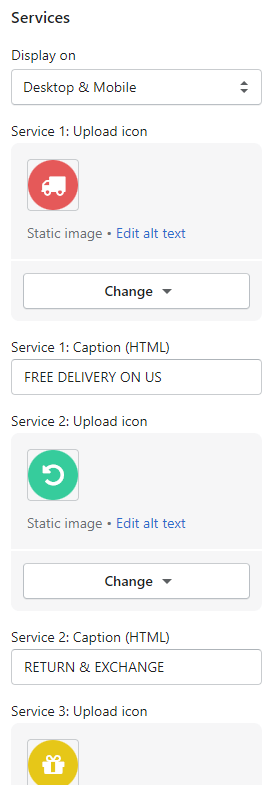 Services
Display on
Desktop & Mobile
Service 1: Upload icon
Static image • Edit alt text
Change
Service 1: Caption (HTML)
FREE DELIVERY ON US
Service 2: Upload icon
Static image • Edit alt text
Change
Service 2: Caption (HTML)
RETURN & EXCHANGE
Service 3: Upload icon